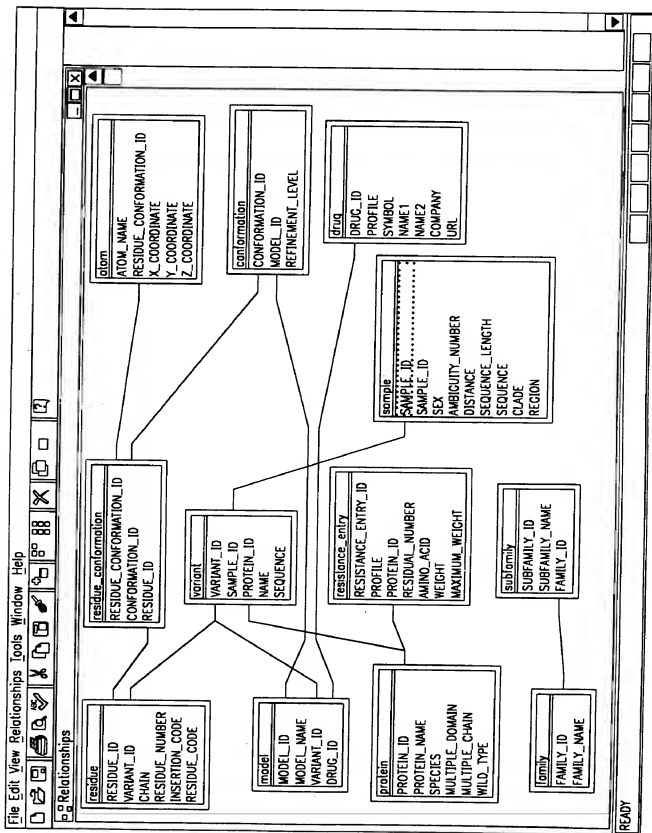 File Edit View Relationships Tools Window Help
Relationships
residue
RESIDUE_ID
VARIANT_ID
CHAIN
RESIDUE_NUMBER
INSERTION_CODE
RESIDUE_CODE
residue_conformation
RESIDUE_CONFORMATION_ID
CONFORMATION_ID
RESIDUE_ID
atom
ATOM_NAME
RESIDUE_CONFORMATION_ID
X_COORDINATE
Y_COORDINATE
Z_COORDINATE
model
MODEL_ID
MODEL_NAME
VARIANT_ID
DRUG_ID
variant
VARIANT_ID
SAMPLE_ID
PROTEIN_ID
NAME
SEQUENCE
conformation
CONFORMATION_ID
MODEL_ID
REFINEMENT_LEVEL
protein
PROTEIN_ID
PROTEIN_NAME
SPECIES
MULTIPLE_DOMAIN
MULTIPLE_CHAIN
WILD_TYPE
resistance_entry
RESISTANCE_ENTRY_ID
PROFILE
PROTEIN_ID
RESIDUAL_NUMBER
AMINO_ACID
WEIGHT
MAXIMUM_WEIGHT
sample
SAMPLE_ID
SAMPLE_ID
SEX
AMBIGUITY_NUMBER
DISTANCE
SEQUENCE_LENGTH
SEQUENCE
CLADE
REGION
drug
DRUG_ID
PROFILE
SYMBOL
NAME1
NAME2
COMPANY
URL
family
FAMILY_ID
FAMILY_NAME
subfamily
SUBFAMILY_ID
SUBFAMILY_NAME
FAMILY_ID
READY